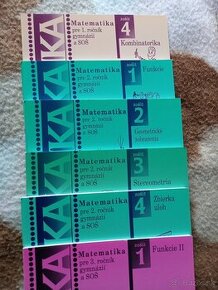 KA
Matematika
pre 1. ročník
gymnázií
a SOŠ
zošit
4
Kombinatorika
KA
Matematika
pre 2. ročník
gymnázií
a SOŠ
zošit
1
Funkcie
KA
Matematika
pre 2. ročník
gymnázií
a SOŠ
zošit
2
KA
Matematika
pre 2. ročník
gymnázií
a SOŠ
zošit
3
Stereometria
KA
Matematika
pre 2. ročník
gymnázií
a SOŠ
zošit
4
Zbierka
úloh
KA
Matematika
pre 3. ročník
gymnázií
a SOŠ
zošit
1
Funkcie II